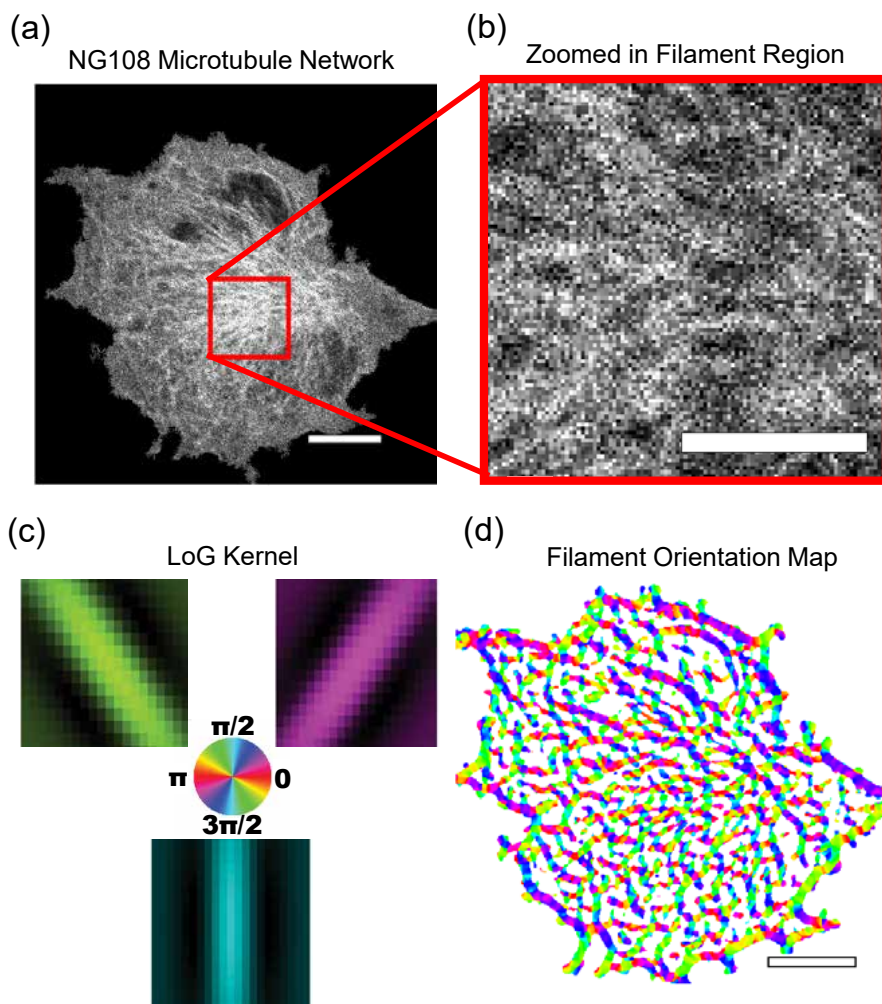 (a)
NG108 Microtubule Network
(b)
Zoomed in Filament Region
(c)
LoG Kernel
π/2
π
0
3π/2
(d)
Filament Orientation Map